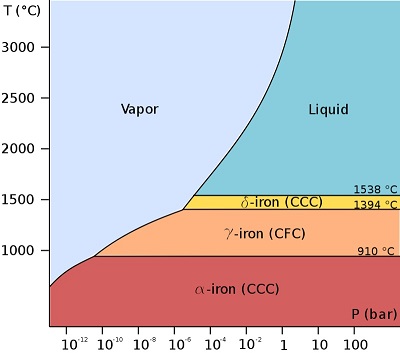 T (°C)
3000
Vapor
Liquid
2500
2000
1538 °C
1500
δ-iron (CCC)
1394 °C
γ-iron (CFC)
1000
910 °C
α-iron (CCC)
P (bar)
10⁻¹² 10⁻¹⁰ 10⁻⁸ 10⁻⁶ 10⁻⁴ 10⁻² 1 10 100